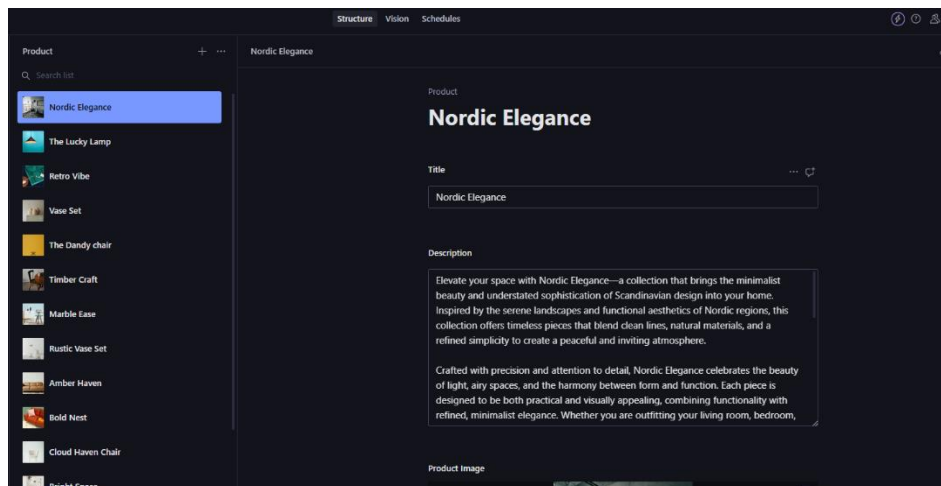 Structure Vision Schedules
Product
Nordic Elegance
Search list
Nordic Elegance
The Lucky Lamp
Retro Vibe
Vase Set
The Dandy chair
Timber Craft
Marble Ease
Rustic Vase Set
Amber Haven
Bold Nest
Cloud Haven Chair
Product
Nordic Elegance
Title
Nordic Elegance
Description
Elevate your space with Nordic Elegance—a collection that brings the minimalist
beauty and understated sophistication of Scandinavian design into your home.
Inspired by the serene landscapes and functional aesthetics of Nordic regions, this
collection offers timeless pieces that blend clean lines, natural materials, and a
refined simplicity to create a peaceful and inviting atmosphere.
Crafted with precision and attention to detail, Nordic Elegance celebrates the beauty
of light, airy spaces, and the harmony between form and function. Each piece is
designed to be both practical and visually appealing, combining functionality with
refined, minimalist elegance. Whether you are outfitting your living room, bedroom,
Product Image